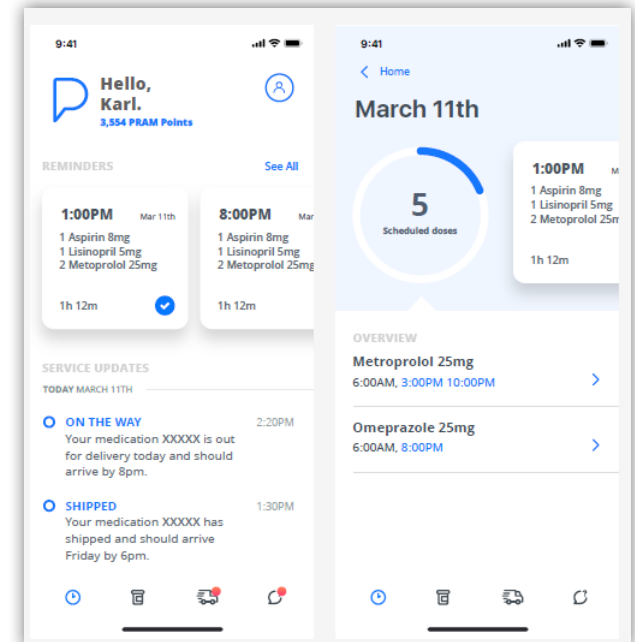 9:41
Hello,
Karl.
3,554 PRAM Points
REMINDERS
See All
1:00PM Mar 11th
1 Aspirin 8mg
1 Lisinopril 5mg
2 Metoprolol 25mg
1h 12m
8:00PM Mar
1 Aspirin 8mg
1 Lisinopril 5mg
2 Metoprolol 25mg
1h 12m
SERVICE UPDATES
TODAY MARCH 11TH
ON THE WAY 2:20PM
Your medication XXXXX is out
for delivery today and should
arrive by 8pm.
SHIPPED 1:30PM
Your medication XXXXX has
shipped and should arrive
Friday by 6pm.
9:41
Home
March 11th
5
Scheduled doses
1:00PM M
1 Aspirin 8mg
1 Lisinopril 5mg
2 Metoprolol 25m
1h 12m
OVERVIEW
Metroprolol 25mg
6:00AM, 3:00PM 10:00PM
Omeprazole 25mg
6:00AM, 8:00PM